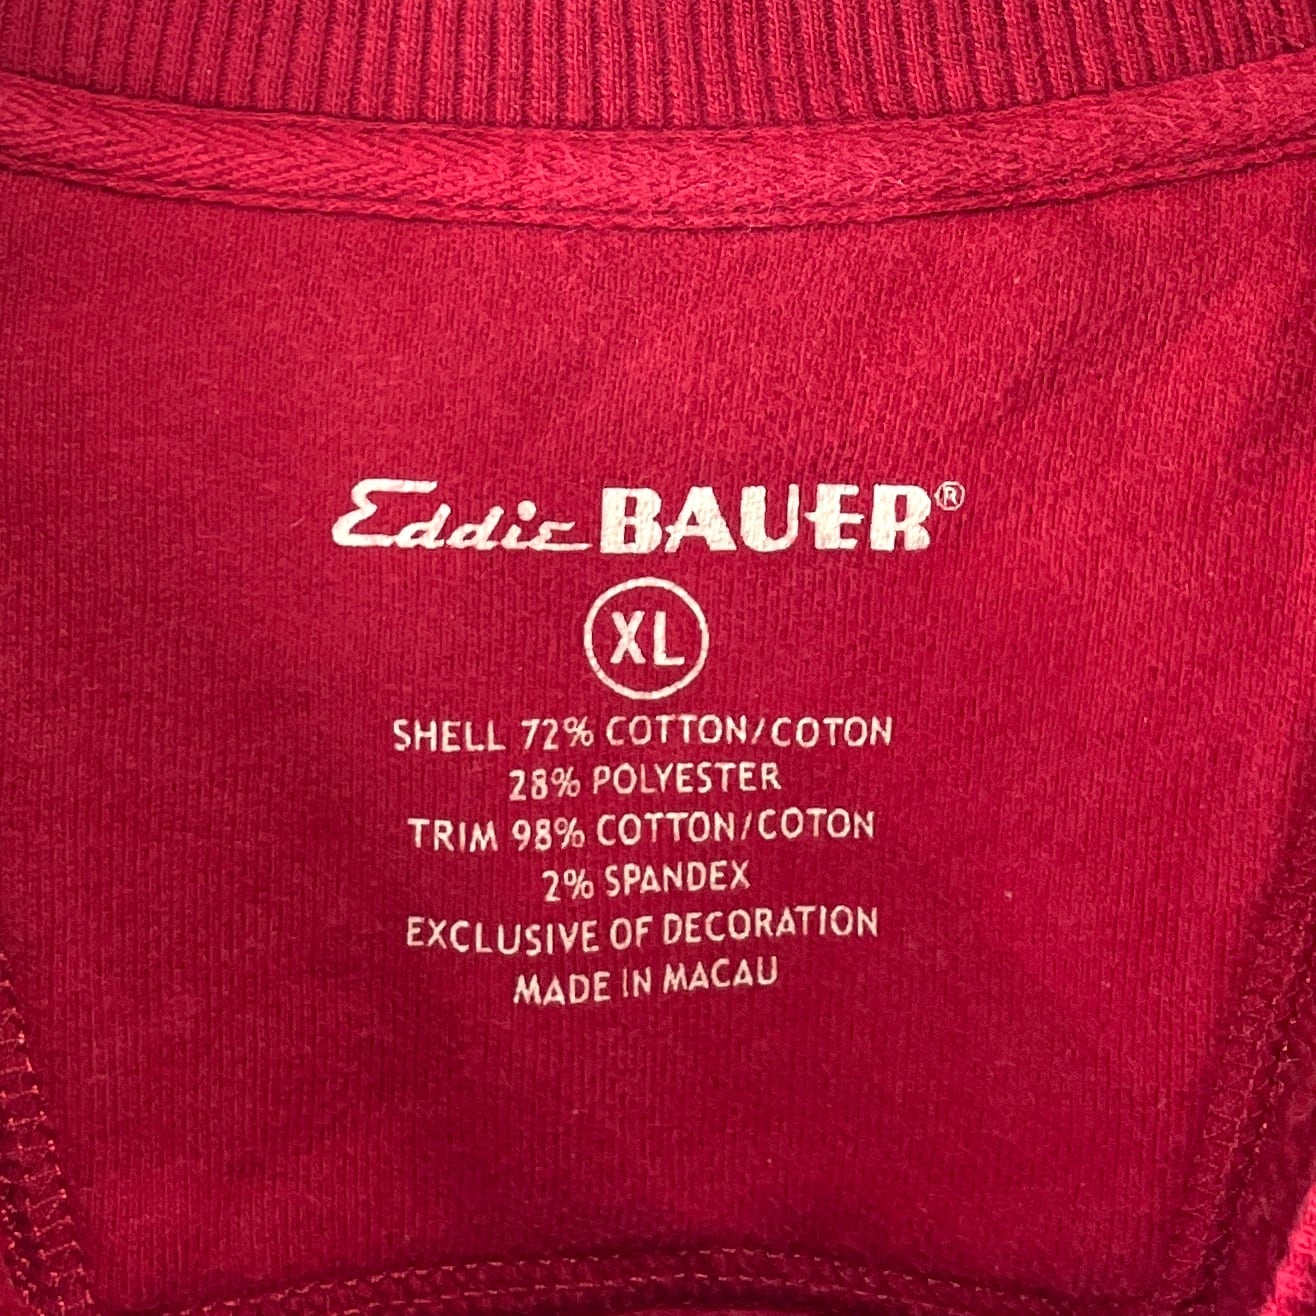 Eddie BAUER®
XL
SHELL 72% COTTON/COTON
28% POLYESTER
TRIM 98% COTTON/COTON
2% SPANDEX
EXCLUSIVE OF DECORATION
MADE IN MACAU